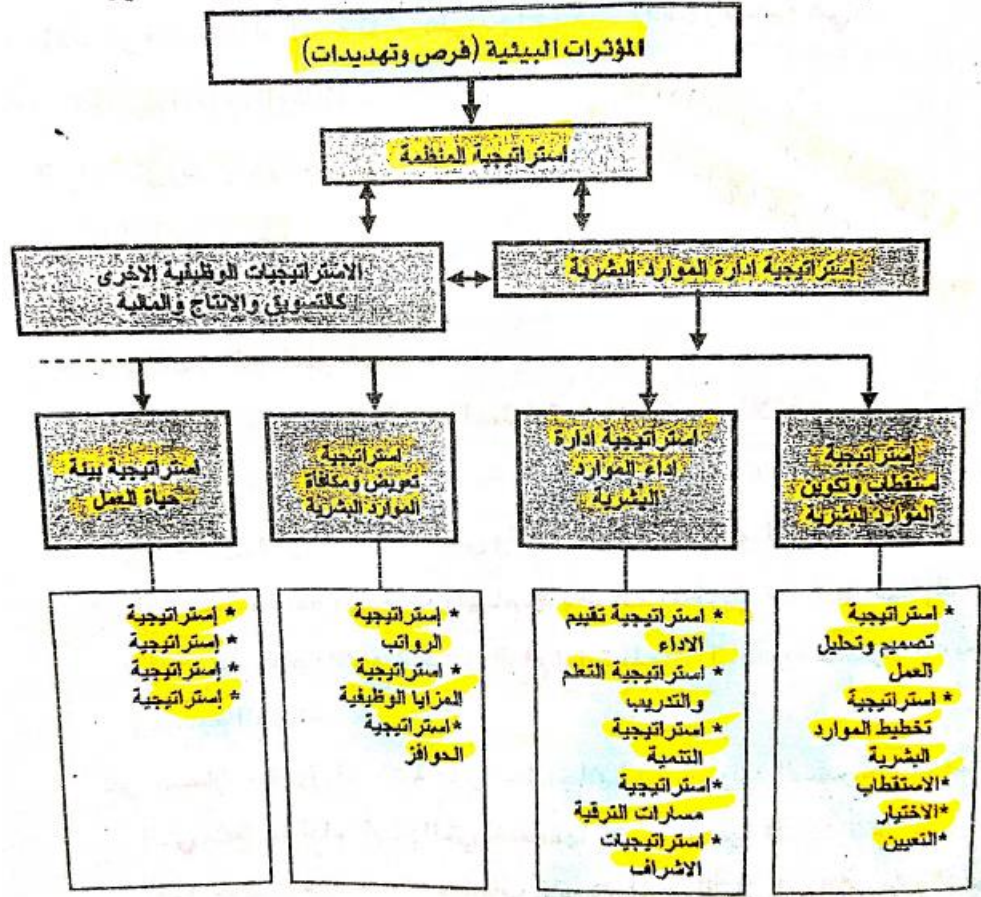 المؤثرات البيئية (فرص وتهديدات)
استراتيجية المنظمة
إستراتيجية ادارة الموارد البشرية
الاستراتيجيات الوظيفية الاخرى
كالتسويق والانتاج والمالية
إستراتيجية
استقطاب وتكوين
الموارد البشرية
استراتيجية ادارة
اداء الموارد
البشرية
استراتيجية
تعويض ومكافأة
الموارد البشرية
استراتيجية بيئة
حياة العمل
* استراتيجية
تصميم وتحليل
العمل
* استراتيجية
تخطيط الموارد
البشرية
*الاستقطاب
*الاختيار
*التعيين
* استراتيجية تقييم
الاداء
* إستراتيجية التعلم
والتدريب
* استراتيجية
التنمية
*استراتيجية
مسارات الترقية
* استراتيجيات
الاشراف
* إستراتيجية
الرواتب
* استراتيجية
المزايا الوظيفية
*استراتيجية
الحوافز
* إستراتيجية
* إستراتيجية
* إستراتيجية
* إستراتيجية